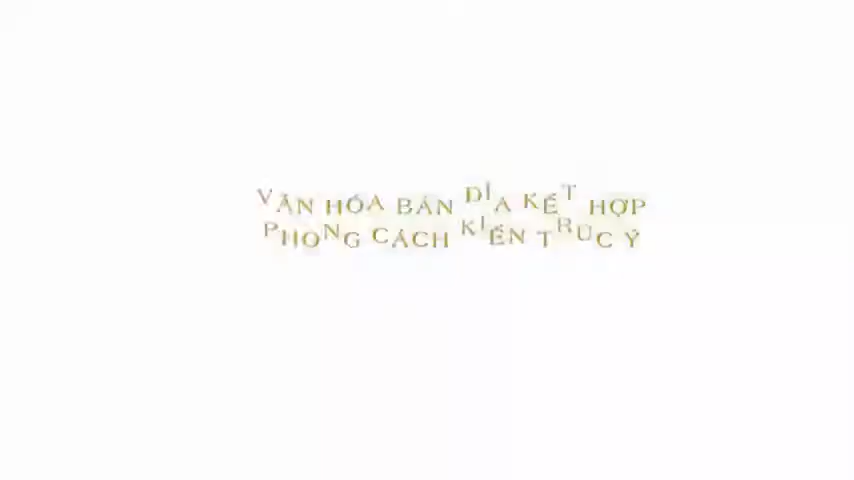 VĂN HÓA BẢN ĐỊA KẾT HỢP
PHONG CÁCH KIẾN TRÚC Ý